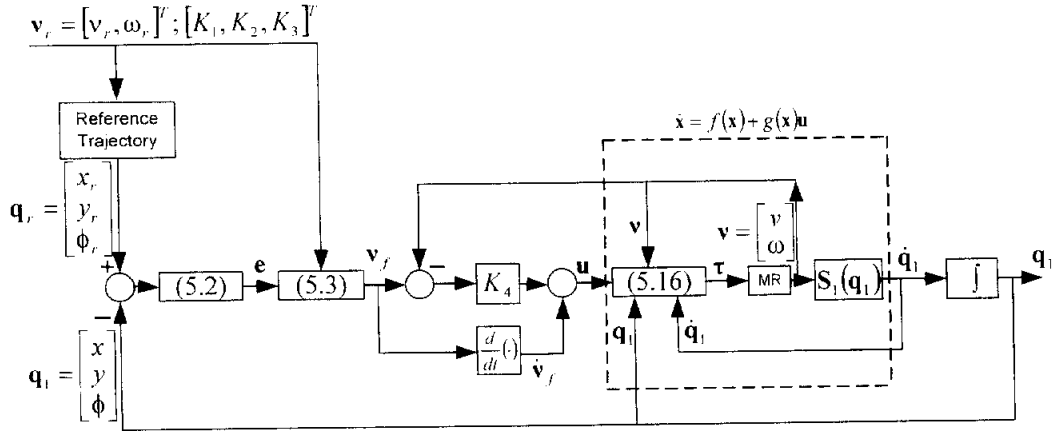 v_r = [v_r, ω_r]^T ; [K_1, K_2, K_3]^T
Reference
Trajectory
ẋ = f(x) + g(x)u
q_r = [x_r y_r ϕ_r]
+
−
(5.2)
e
(5.3)
v_f
−
K_4
u
v
(5.16)
τ
v = [v ω]
MR
S_1(q_1)
q̇_1
∫
q_1
d/dt (·)
v̇_f
q_1
q̇_1
q_1 = [x y ϕ]